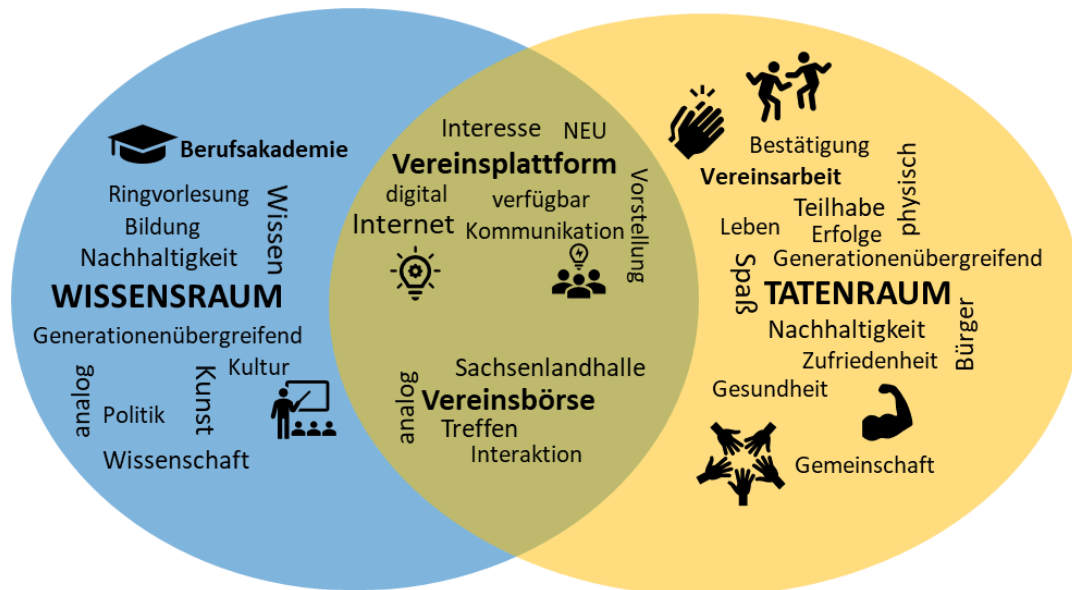 Berufsakademie
Ringvorlesung
Wissen
Bildung
Nachhaltigkeit
WISSENSRAUM
Generationenübergreifend
Kultur
analog
Kunst
Politik
Wissenschaft
Interesse NEU
Vereinsplattform
digital
verfügbar
Vorstellung
Internet
Kommunikation
Sachsenlandhalle
analog
Vereinsbörse
Treffen
Interaktion
Bestätigung
Vereinsarbeit
physisch
Teilhabe
Leben
Erfolge
Generationenübergreifend
Spaß
TATENRAUM
Nachhaltigkeit
Bürger
Zufriedenheit
Gesundheit
Gemeinschaft